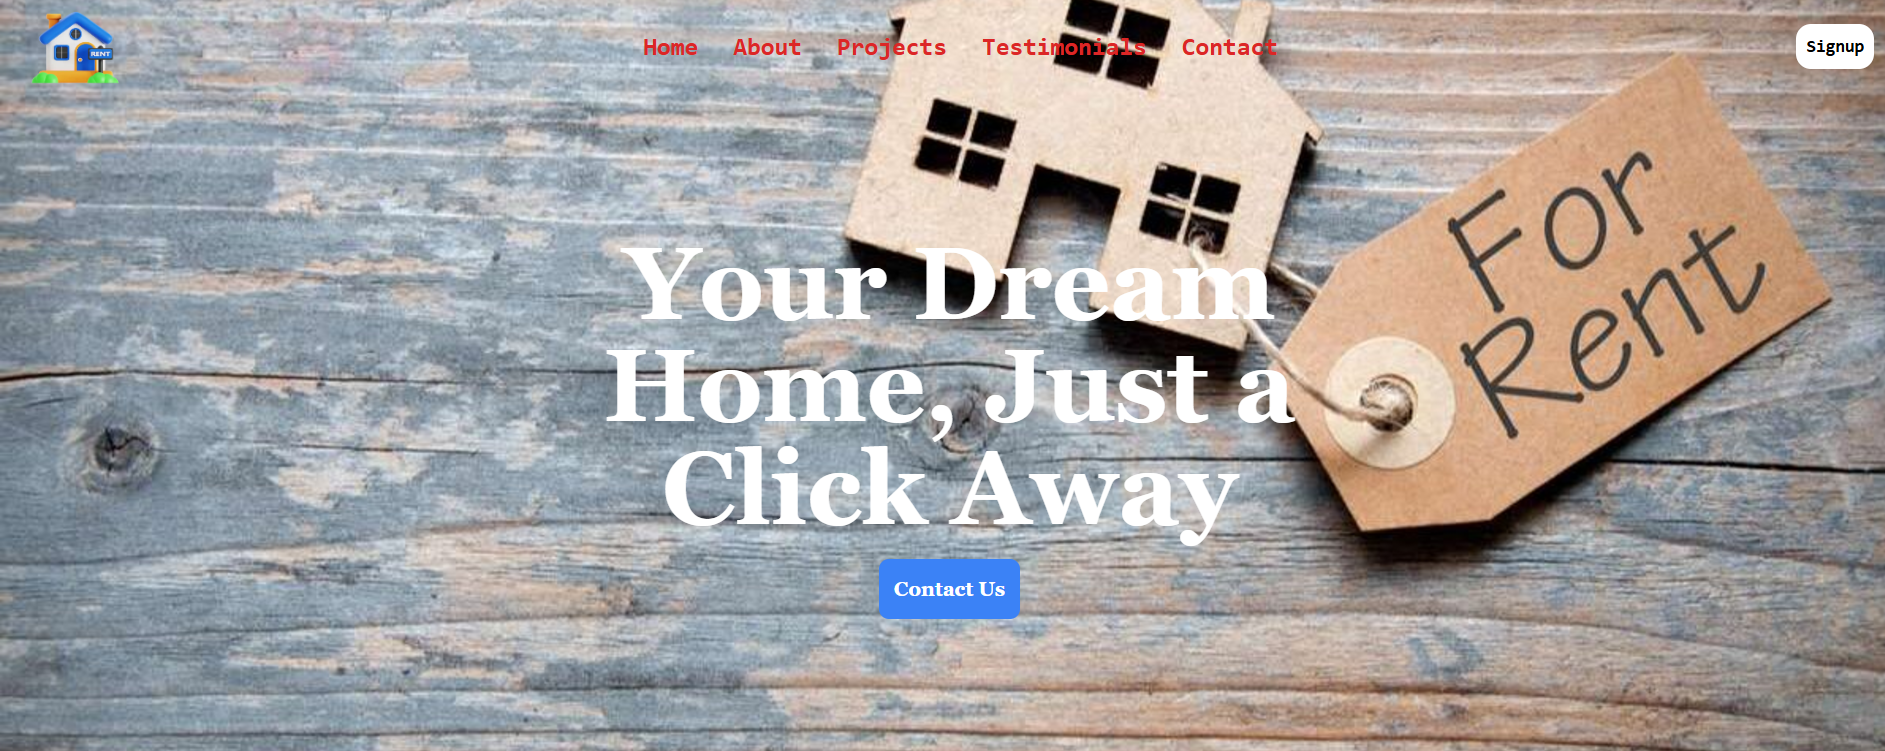 RENT
Home About Projects Testimonials Contact
Signup
Your Dream
Home, Just a
Click Away
Contact Us
For
Rent